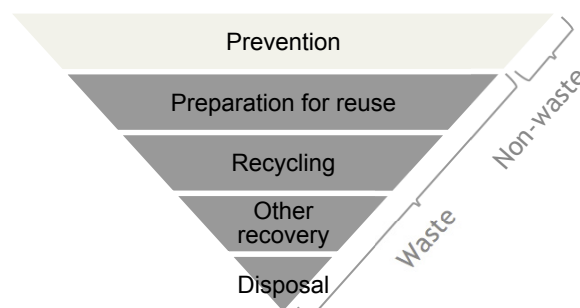 Prevention
Preparation for reuse
Recycling
Other
recovery
Disposal
Non-waste
Waste